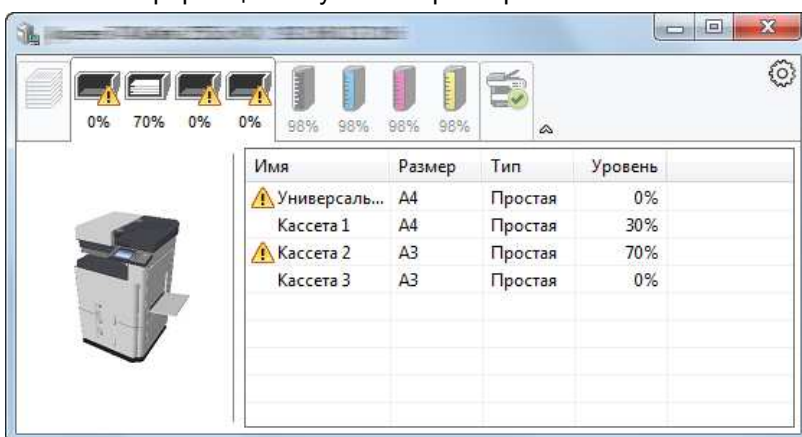 0% 70% 0% 0% 98% 98% 98% 98%
Имя Размер Тип Уровень
Универсаль... A4 Простая 0%
Кассета 1 A4 Простая 30%
Кассета 2 A3 Простая 70%
Кассета 3 A3 Простая 0%